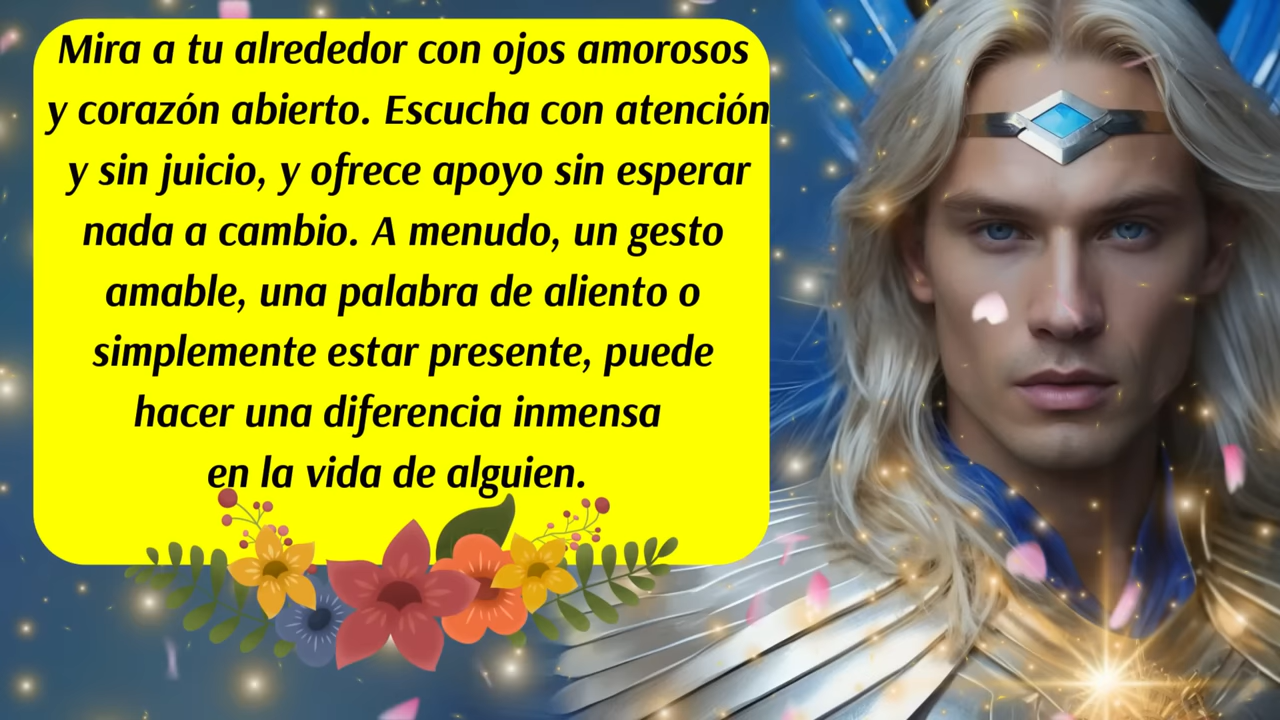 Mira a tu alrededor con ojos amorosos
y corazón abierto. Escucha con atención
y sin juicio, y ofrece apoyo sin esperar
nada a cambio. A menudo, un gesto
amable, una palabra de aliento o
simplemente estar presente, puede
hacer una diferencia inmensa
en la vida de alguien.